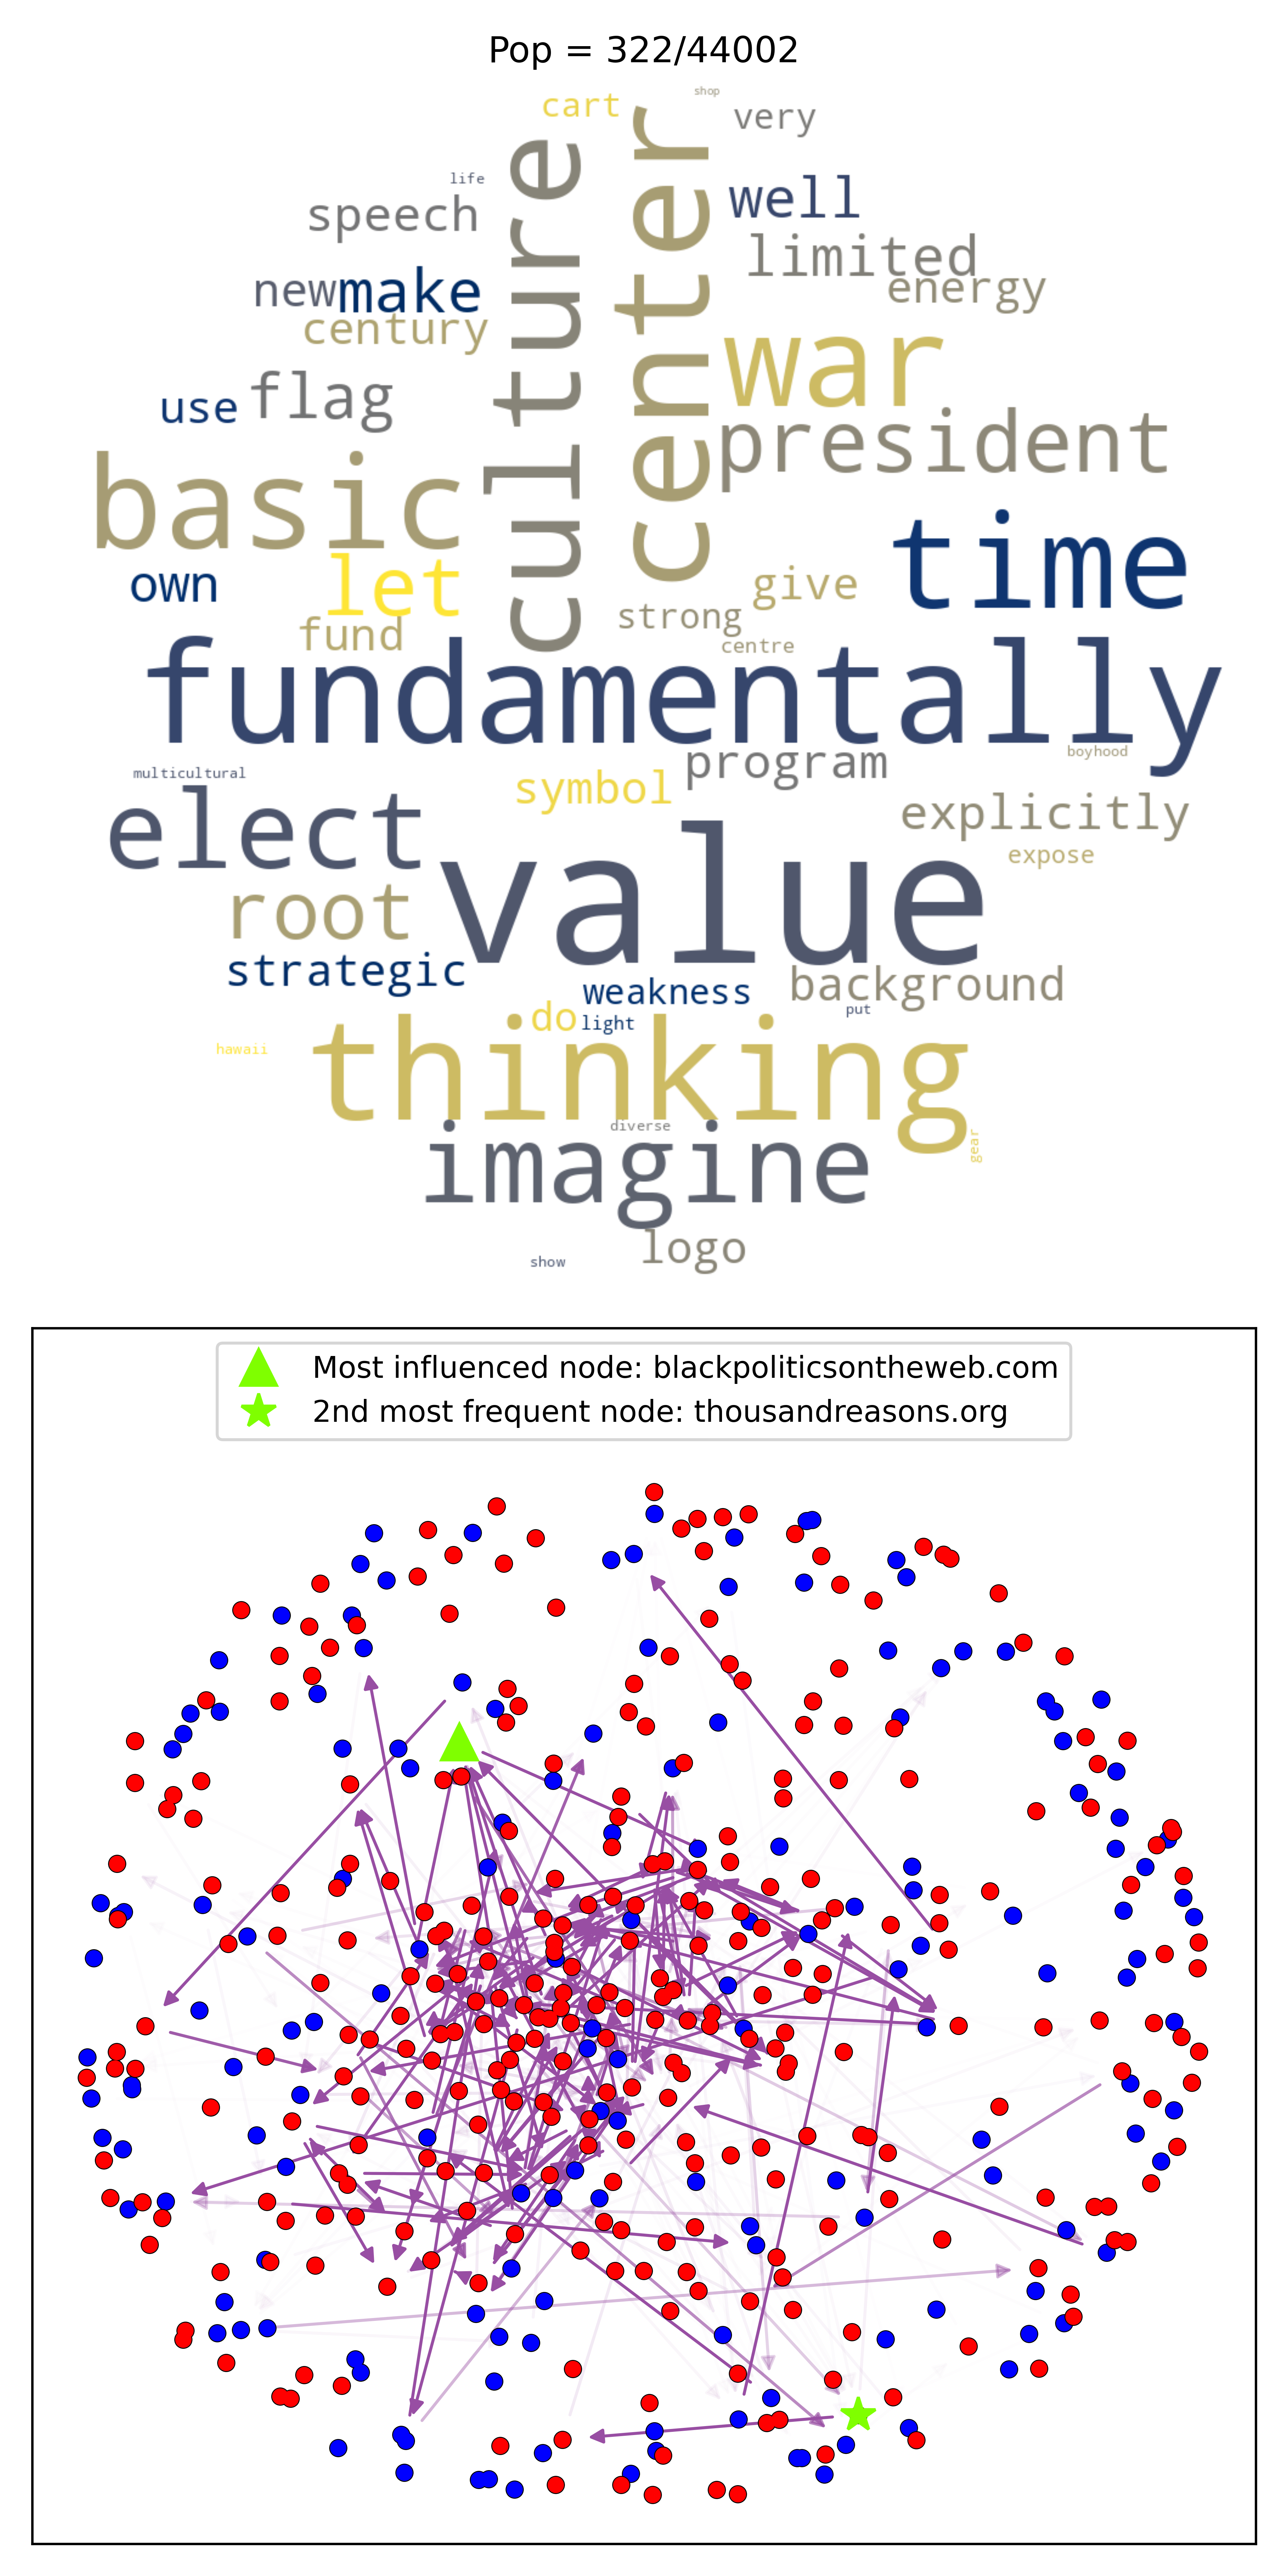 Pop = 322/44002
shop
cart
very
culture
center
life
well
speech
limited
new
make
energy
century
war
use
flag
president
basic
time
own
let
give
strong
fund
centre
fundamentally
program
boyhood
multicultural
symbol
elect
explicitly
value
expose
root
strategic
weakness
background
put
do
light
hawaii
thinking
diverse
gear
imagine
logo
show
Most influenced node: blackpoliticsontheweb.com
2nd most frequent node: thousandreasons.org